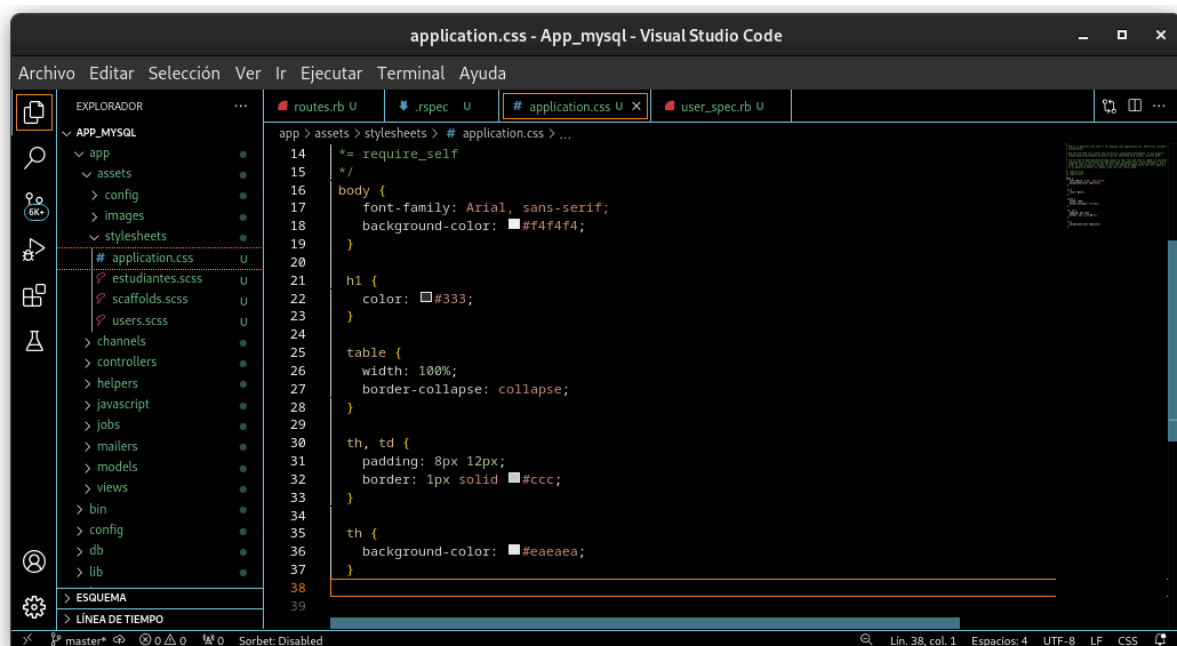 application.css - App_mysql - Visual Studio Code
Archivo Editar Selección Ver Ir Ejecutar Terminal Ayuda
EXPLORADOR
routes.rb U .rspec U # application.css U user_spec.rb U
app > assets > stylesheets > # application.css > ...
APP_MYSQL
app
assets
config
images
stylesheets
# application.css U
estudiantes.scss U
scaffolds.scss U
users.scss U
channels
controllers
helpers
javascript
jobs
mailers
models
views
bin
config
db
lib
ESQUEMA
LÍNEA DE TIEMPO
6K+
14 *= require_self
15 */
16 body {
17 font-family: Arial, sans-serif;
18 background-color: #f4f4f4;
19 }
20
21 h1 {
22 color: #333;
23 }
24
25 table {
26 width: 100%;
27 border-collapse: collapse;
28 }
29
30 th, td {
31 padding: 8px 12px;
32 border: 1px solid #ccc;
33 }
34
35 th {
36 background-color: #eaeaea;
37 }
38
39
master* 0 0 0 Sorbet: Disabled Lín. 38, col. 1 Espacios: 4 UTF-8 LF CSS